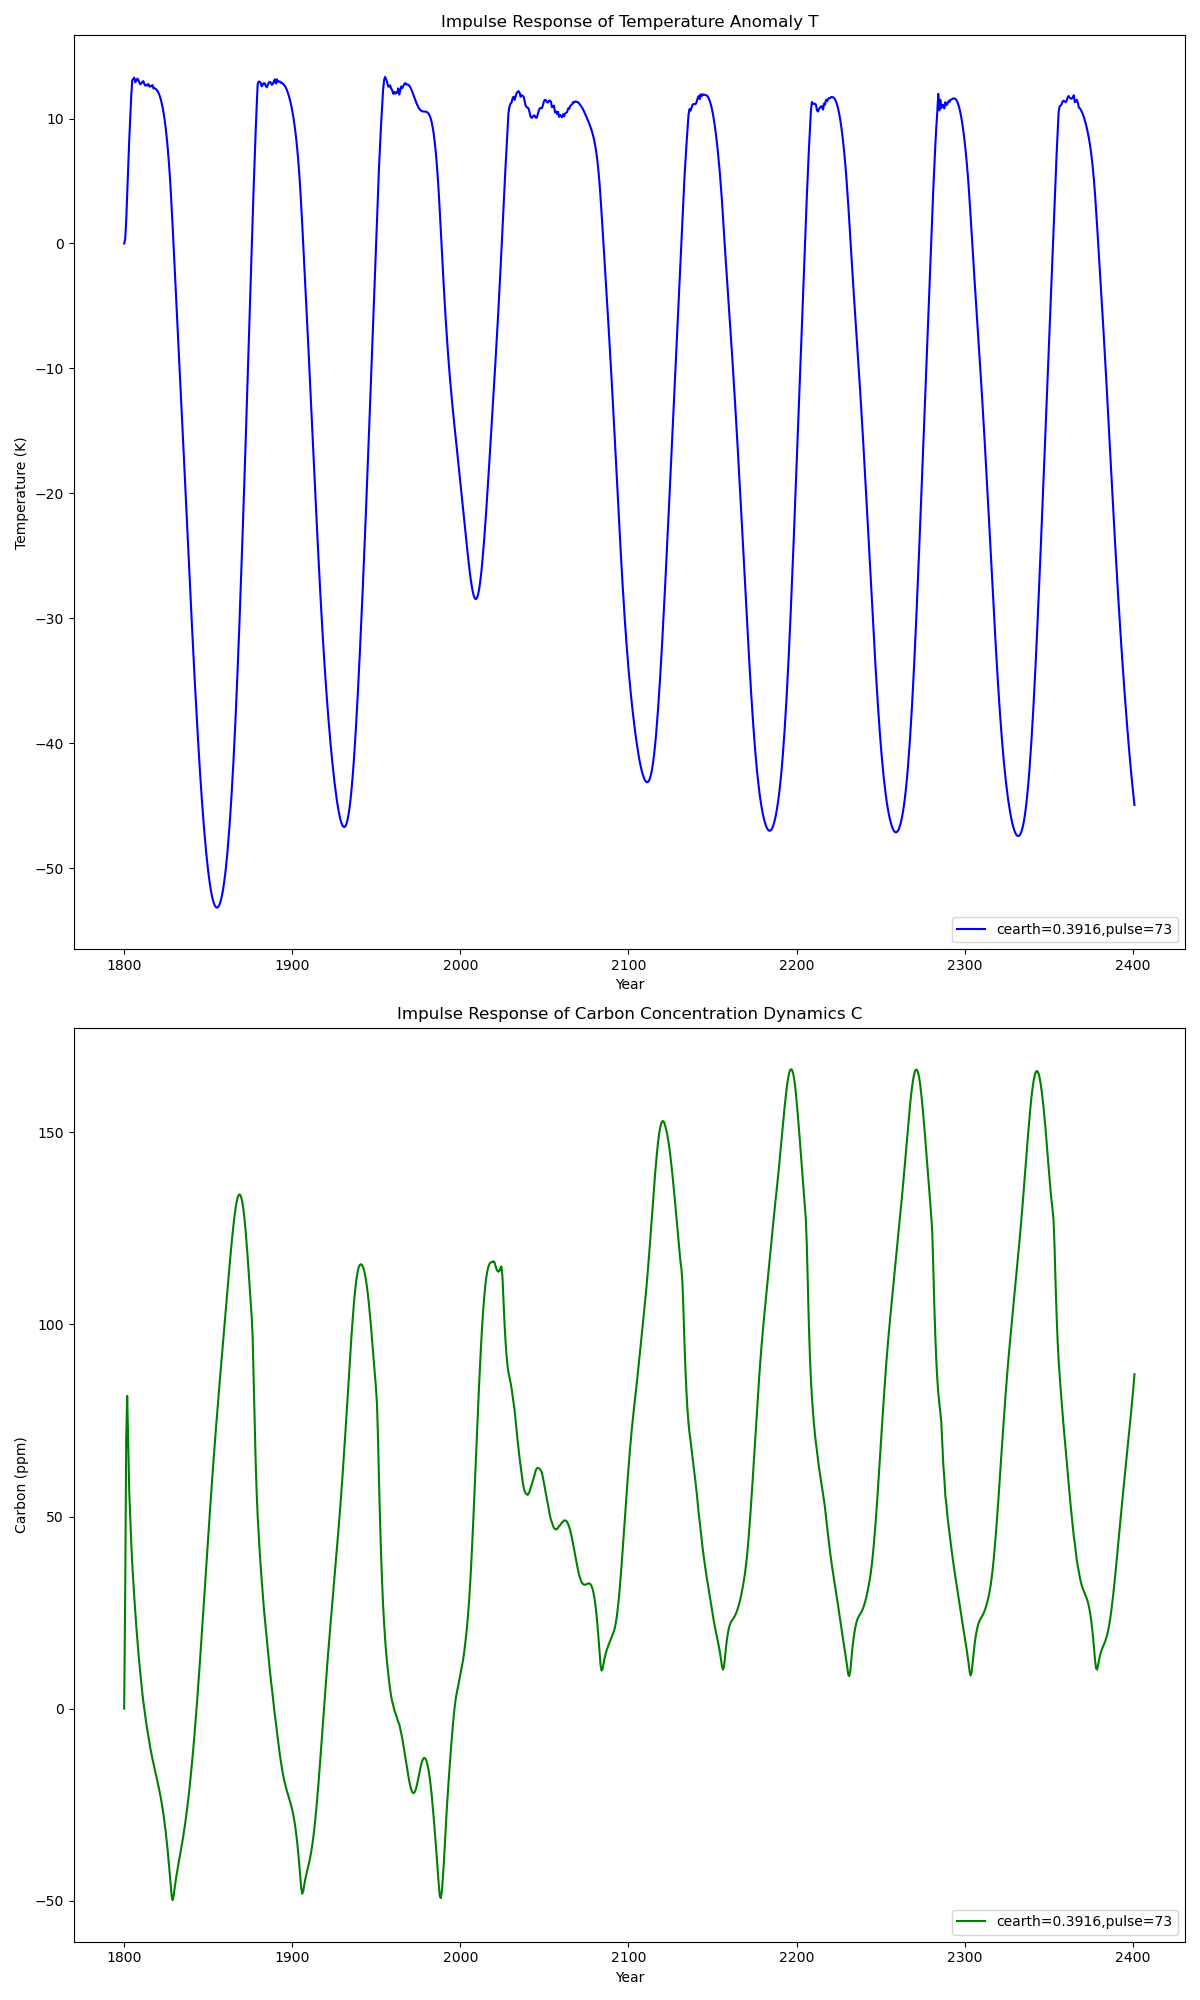 Impulse Response of Temperature Anomaly T
Temperature (K)
10
0
−10
−20
−30
−40
−50
1800 1900 2000 2100 2200 2300 2400
Year
cearth=0.3916,pulse=73
Impulse Response of Carbon Concentration Dynamics C
Carbon (ppm)
150
100
50
0
−50
1800 1900 2000 2100 2200 2300 2400
Year
cearth=0.3916,pulse=73